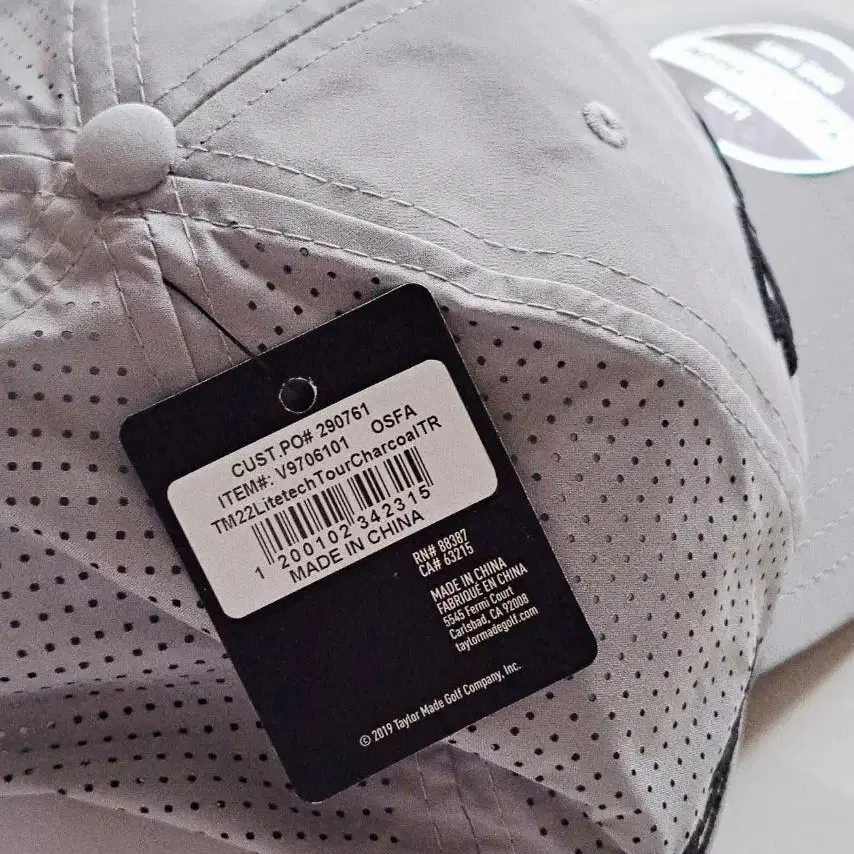 CUST.PO# 290761
ITEM#: V9706101 OSFA
TM22LitetechTourCharcoalTR
1 200102 342315
MADE IN CHINA
RN# 88387
CA# 63215
MADE IN CHINA
FABRIQUÉ EN CHINA
5545 Fermi Court
Carlsbad, CA 92008
taylormadegolf.com
© 2019 Taylor Made Golf Company, Inc.